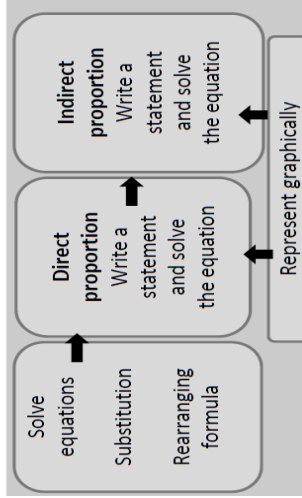 Solve
equations
Substitution
Rearranging
formula
Direct
proportion
Write a
statement
and solve
the equation
Indirect
proportion
Write a
statement
and solve
the equation
Represent graphically